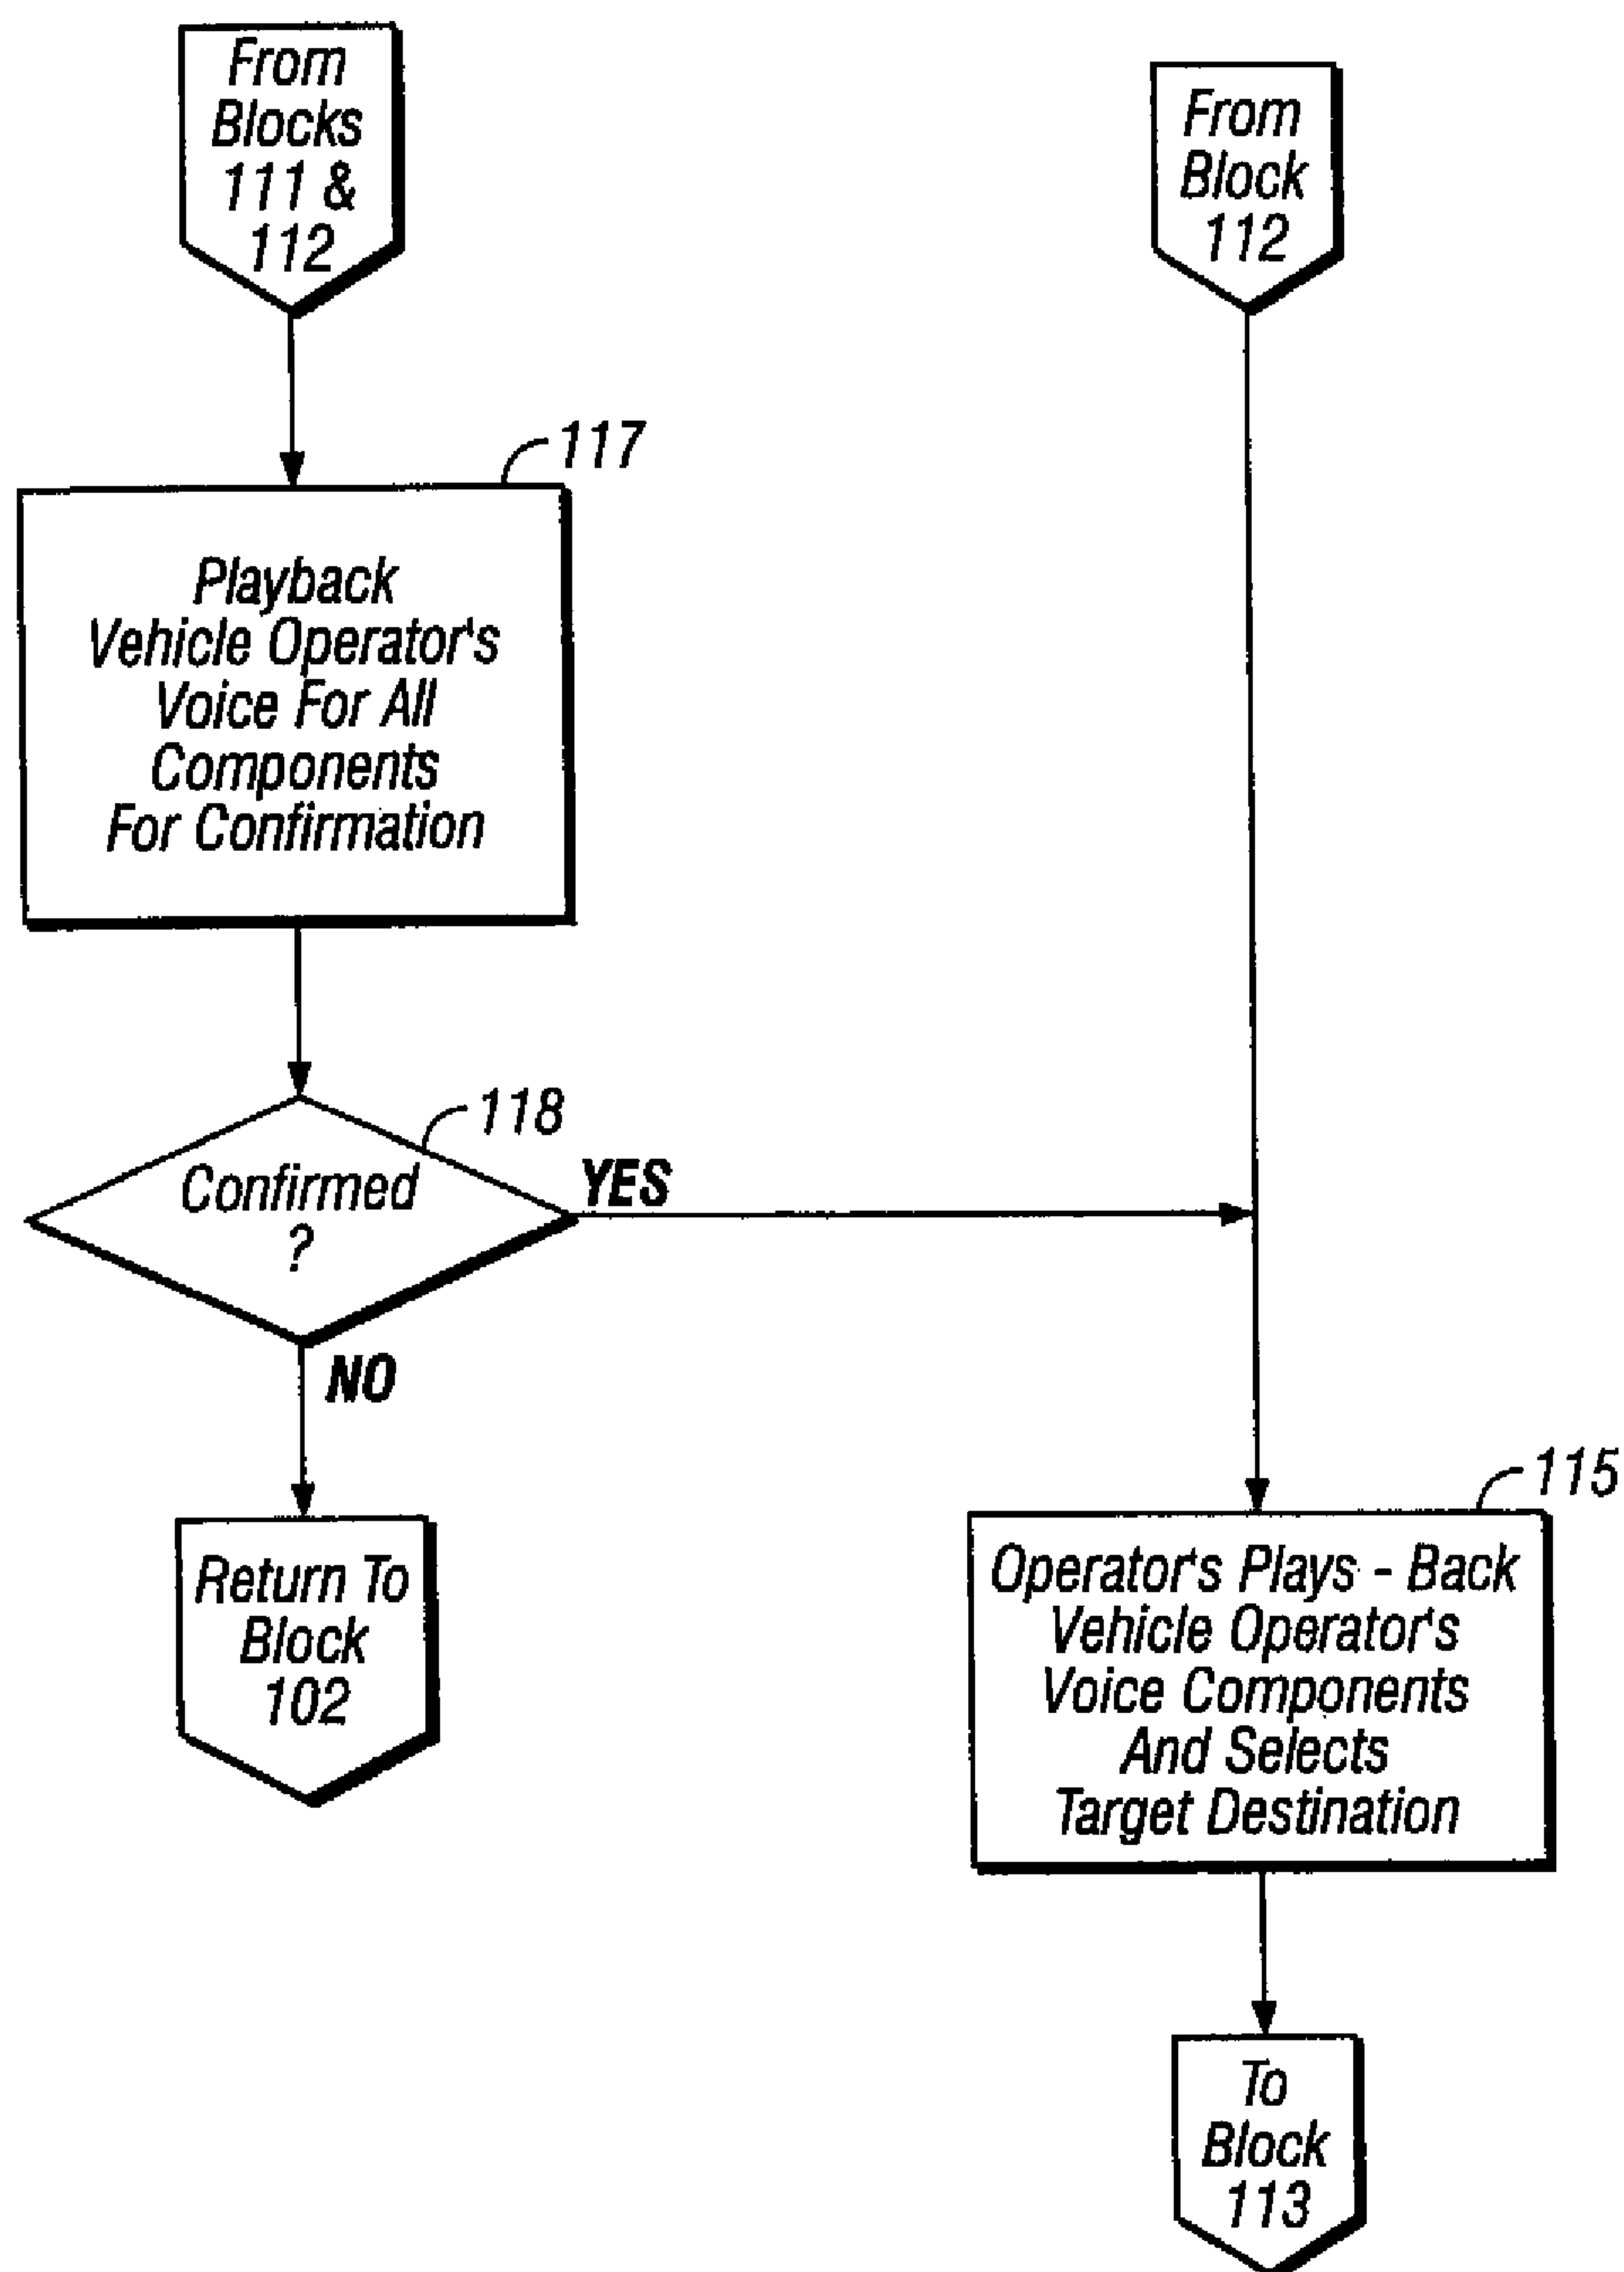 From
Blocks
111 &
112
From
Block
112
117
Playback
Vehicle Operator's
Voice For All
Components
For Confirmation
118
Confirmed
?
YES
NO
Return To
Block
102
115
Operator's Plays - Back
Vehicle Operator's
Voice Components
And Selects
Target Destination
To
Block
113